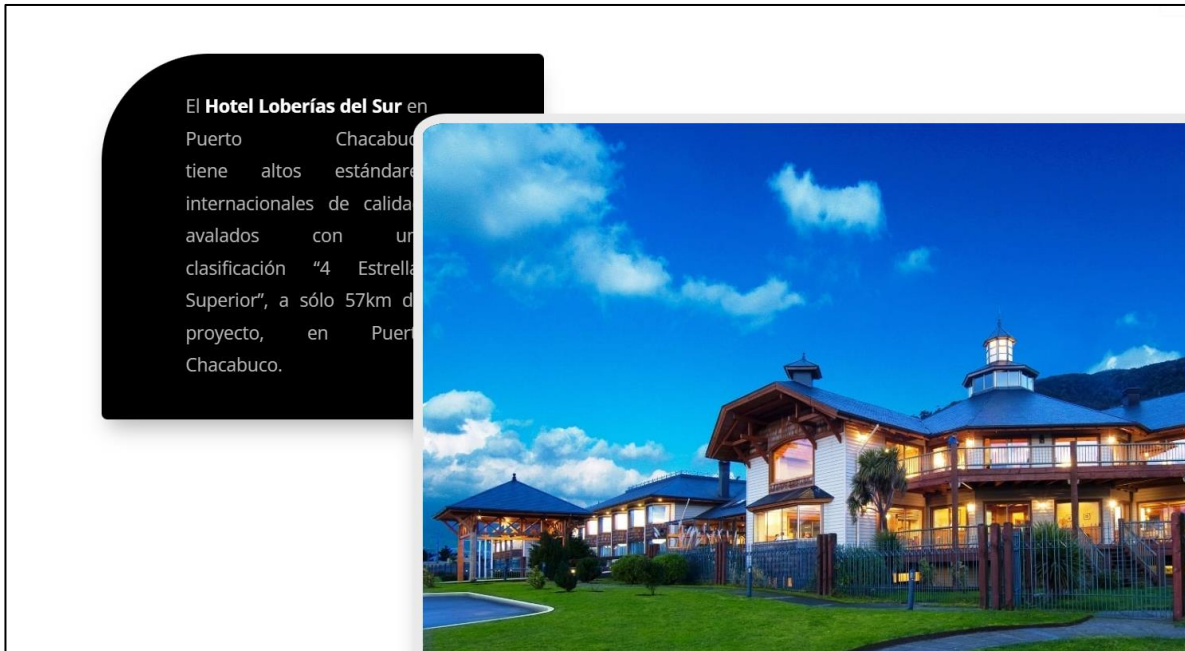 El Hotel Loberías del Sur en
Puerto
tiene altos
internacionales de
avalados con
clasificación “4
Superior”, a sólo 57km
proyecto, en
Chacabuco.